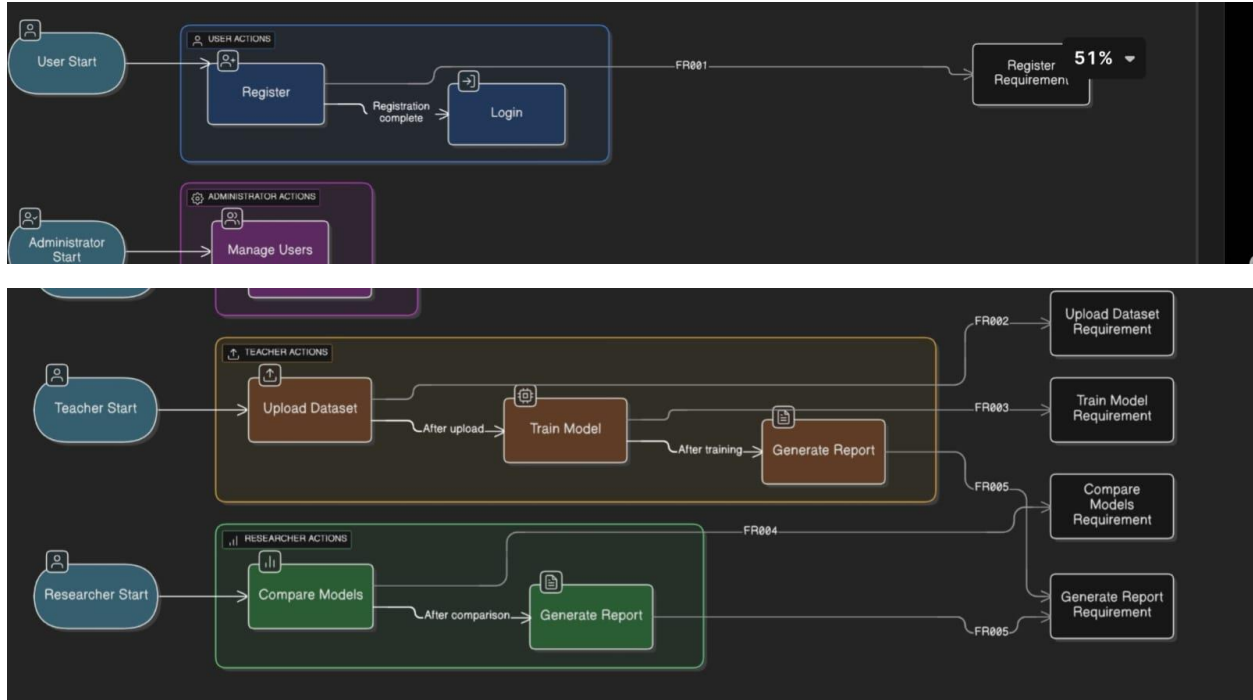 USER ACTIONS
User Start
Register
Registration
complete
Login
FR001
Register
Requirement
51%
ADMINISTRATOR ACTIONS
Administrator
Start
Manage Users
TEACHER ACTIONS
Teacher Start
Upload Dataset
After upload
Train Model
After training
Generate Report
FR002
Upload Dataset
Requirement
FR003
Train Model
Requirement
FR005
Compare
Models
Requirement
RESEARCHER ACTIONS
Researcher Start
Compare Models
After comparison
Generate Report
FR004
FR005
Generate Report
Requirement